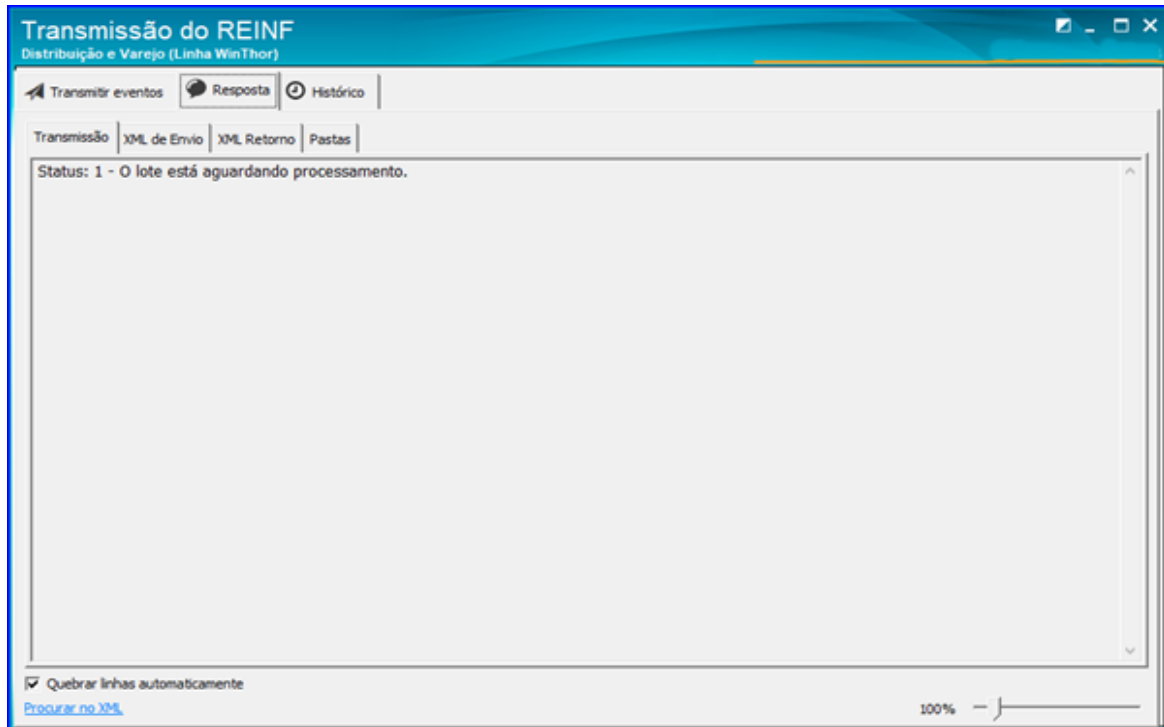 Transmissão do REINF
Distribuição e Varejo (Linha WinThor)
Transmitir eventos Resposta Histórico
Transmissão XML de Envio XML Retorno Pastas
Status: 1 - O lote está aguardando processamento.
Quebrar linhas automaticamente
Procurar no XML
100%